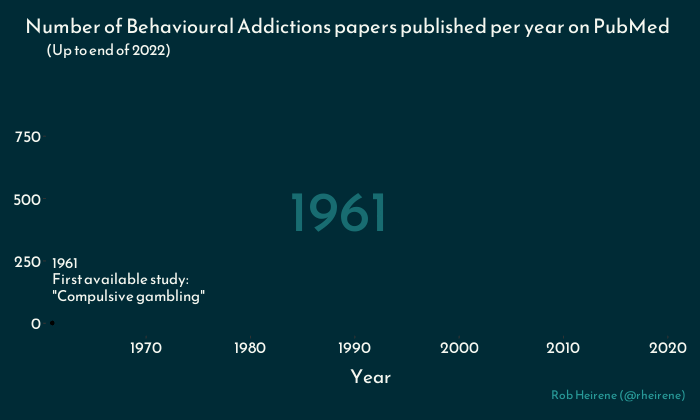 Number of Behavioural Addictions papers published per year on PubMed
(Up to end of 2022)
750
500
1961
250
1961
First available study:
"Compulsive gambling"
0
1970 1980 1990 2000 2010 2020
Year
Rob Heirene (@rheirene)